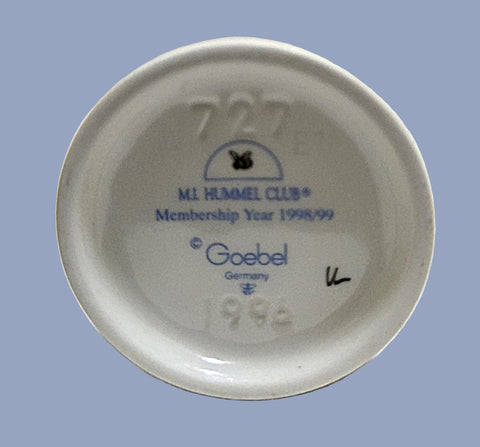 727
M.I. HUMMEL CLUB®
Membership Year 1998/99
© Goebel
Germany
1996